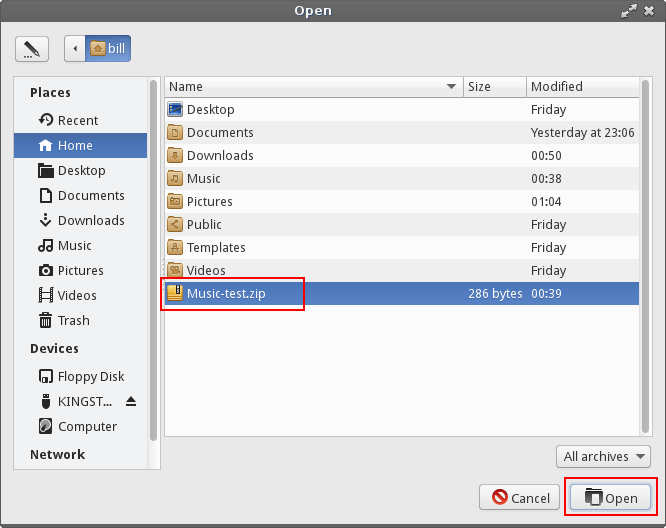 Open
bill
Places
Recent
Home
Desktop
Documents
Downloads
Music
Pictures
Videos
Trash
Devices
Floppy Disk
KINGST...
Computer
Network
Name Size Modified
Desktop Friday
Documents Yesterday at 23:06
Downloads 00:50
Music 00:38
Pictures 01:04
Public Friday
Templates Friday
Videos Friday
Music-test.zip 286 bytes 00:39
All archives
Cancel Open